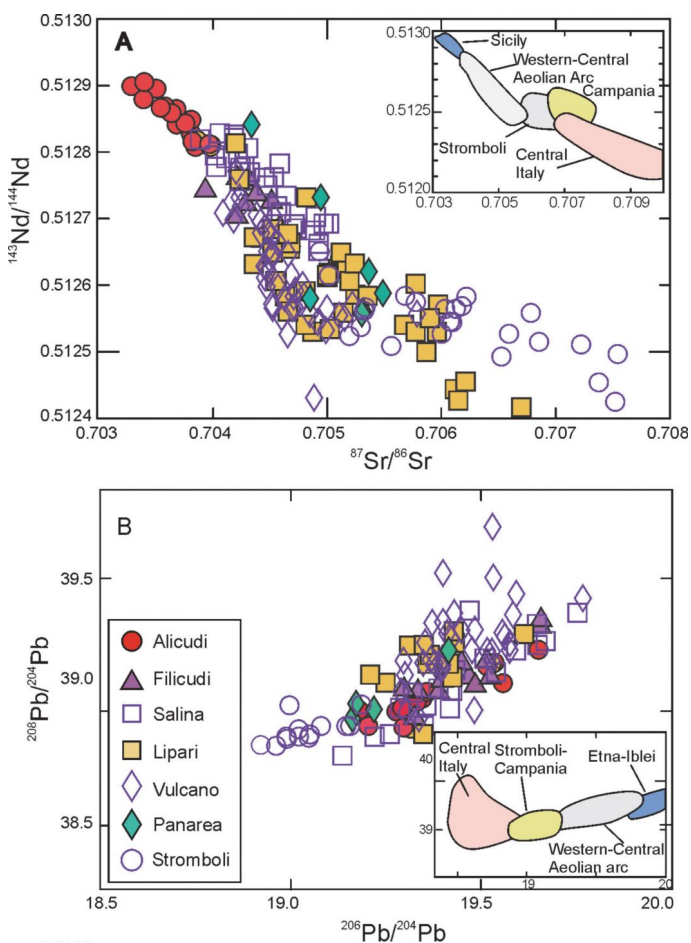 A
0.5130
0.5129
0.5128
0.5127
0.5126
0.5125
0.5124
143Nd/144Nd
0.703
0.704
0.705
0.706
0.707
0.708
87Sr/86Sr
0.5130
0.5125
0.5120
0.703
0.705
0.707
0.709
Sicily
Western-Central
Aeolian Arc
Campania
Stromboli
Central
Italy
B
39.5
39.0
38.5
208Pb/204Pb
Alicudi
Filicudi
Salina
Lipari
Vulcano
Panarea
Stromboli
40
39
Central
Italy
Stromboli-
Campania
Etna-Iblei
Western-Central
Aeolian arc
18
19
20
18.5
19.0
19.5
20.0
206Pb/204Pb